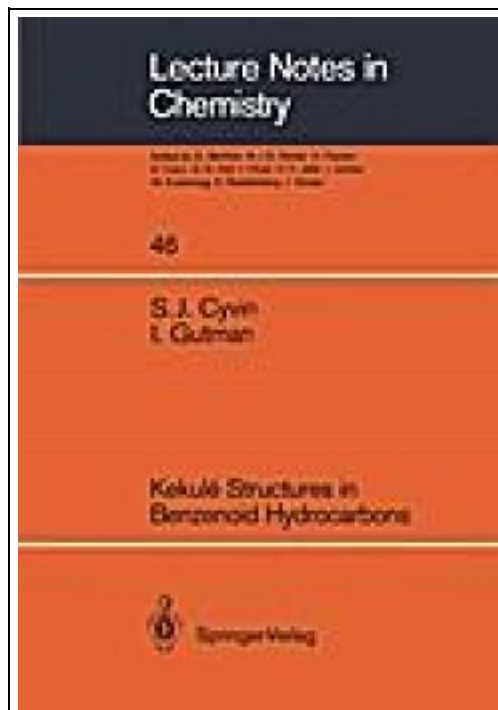 Lecture Notes in
Chemistry
46
S. J. Cyvin
I. Gutman
Kekulé Structures in
Benzenoid Hydrocarbons
Springer-Verlag